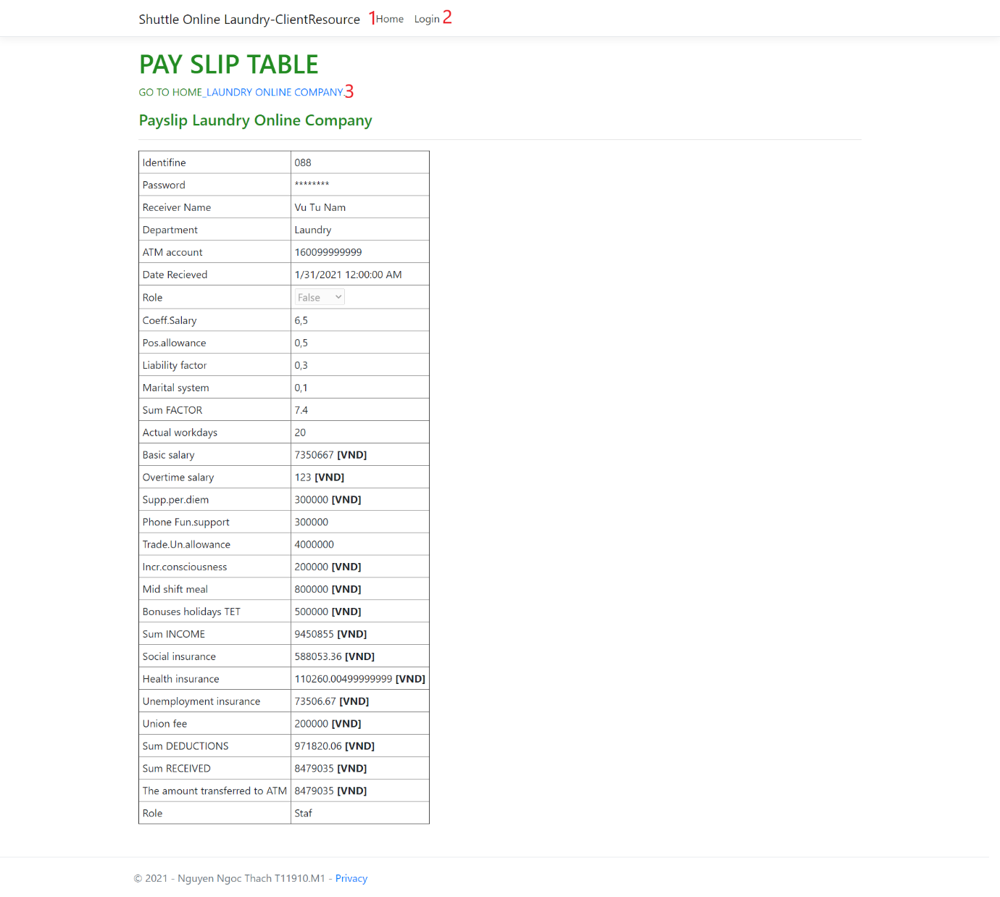 Shuttle Online Laundry-ClientResource 1Home Login 2
PAY SLIP TABLE
GO TO HOME_LAUNDRY ONLINE COMPANY.3
Payslip Laundry Online Company
Identifine 088
Password ********
Receiver Name Vu Tu Nam
Department Laundry
ATM account 160099999999
Date Recieved 1/31/2021 12:00:00 AM
Role False
Coeff.Salary 6,5
Pos.allowance 0,5
Liability factor 0,3
Marital system 0,1
Sum FACTOR 7.4
Actual workdays 20
Basic salary 7350667 [VND]
Overtime salary 123 [VND]
Supp.per.diem 300000 [VND]
Phone Fun.support 300000
Trade.Un.allowance 4000000
Incr.consciousness 200000 [VND]
Mid shift meal 800000 [VND]
Bonuses holidays TET 500000 [VND]
Sum INCOME 9450855 [VND]
Social insurance 588053.36 [VND]
Health insurance 110260.00499999999 [VND]
Unemployment insurance 73506.67 [VND]
Union fee 200000 [VND]
Sum DEDUCTIONS 971820.06 [VND]
Sum RECEIVED 8479035 [VND]
The amount transferred to ATM 8479035 [VND]
Role Staf
© 2021 - Nguyen Ngoc Thach T11910.M1 - Privacy